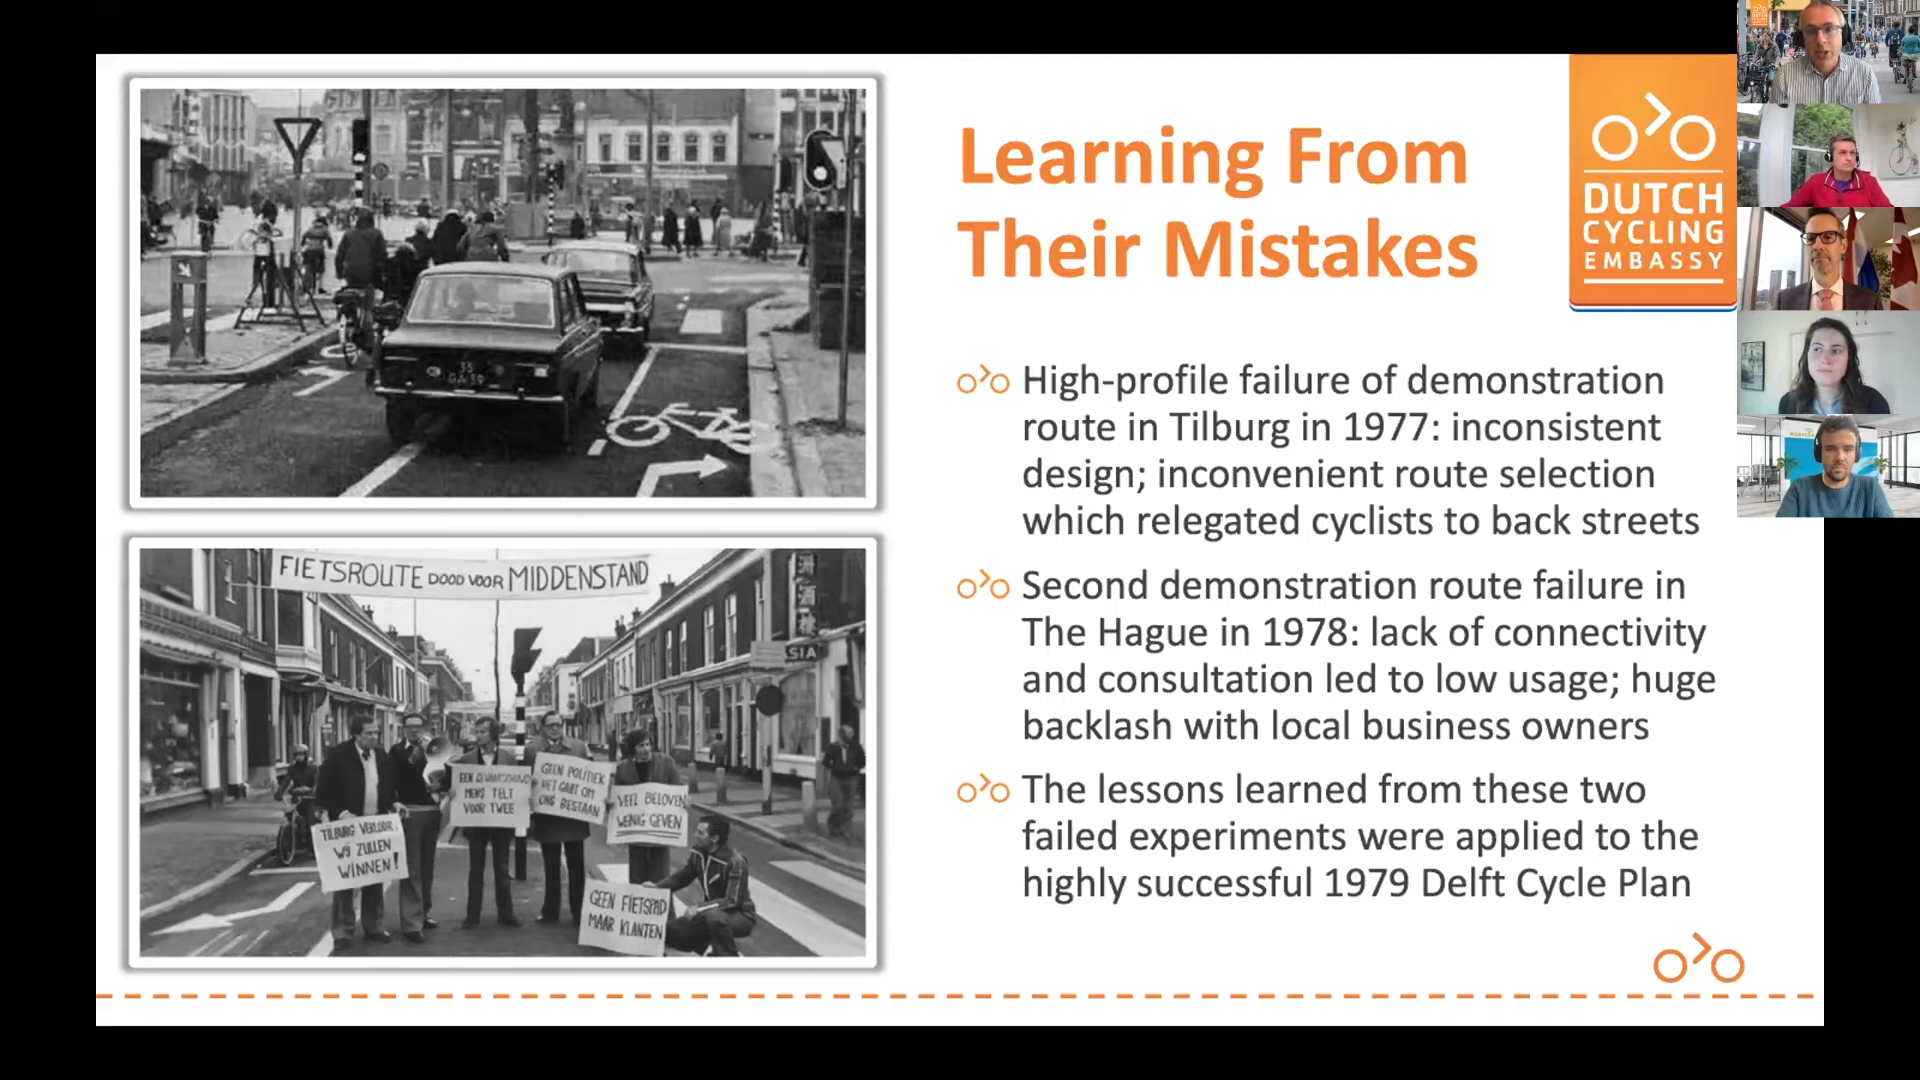 Learning From
Their Mistakes
DUTCH
CYCLING
EMBASSY
High-profile failure of demonstration
route in Tilburg in 1977: inconsistent
design; inconvenient route selection
which relegated cyclists to back streets
Second demonstration route failure in
The Hague in 1978: lack of connectivity
and consultation led to low usage; huge
backlash with local business owners
The lessons learned from these two
failed experiments were applied to the
highly successful 1979 Delft Cycle Plan
FIETSROUTE DOOD VOOR MIDDENSTAND
SIA
TILBURG VERLOOR,
WIJ ZULLEN
WINNEN!
EEN GEWAARSCHUWD
MENS TELT
VOOR TWEE
GEEN POLITIEK
HET GAAT OM
ONS BESTAAN
VEEL BELOVEN
WEINIG GEVEN
GEEN FIETSPAD
MAAR KLANTEN